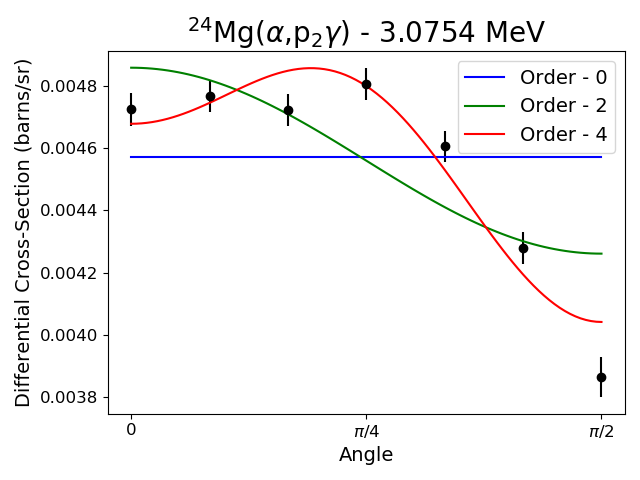 ²⁴Mg(α,p₂γ) - 3.0754 MeV
Order - 0
Order - 2
Order - 4
Differential Cross-Section (barns/sr)
0.0048
0.0046
0.0044
0.0042
0.0040
0.0038
0 π/4 π/2
Angle